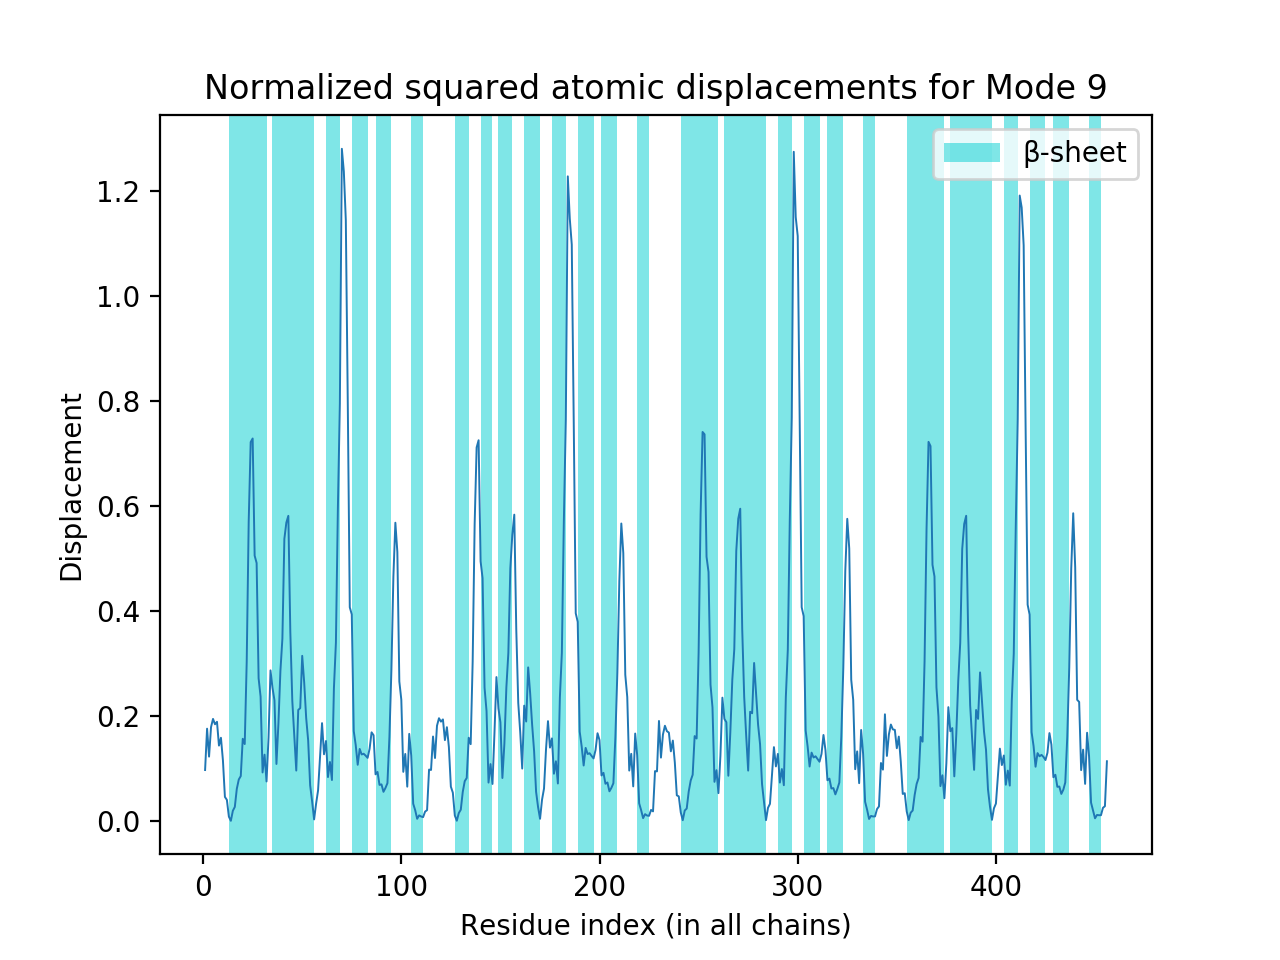 Normalized squared atomic displacements for Mode 9
β-sheet
1.2
1.0
0.8
0.6
0.4
0.2
0.0
Displacement
0 100 200 300 400
Residue index (in all chains)